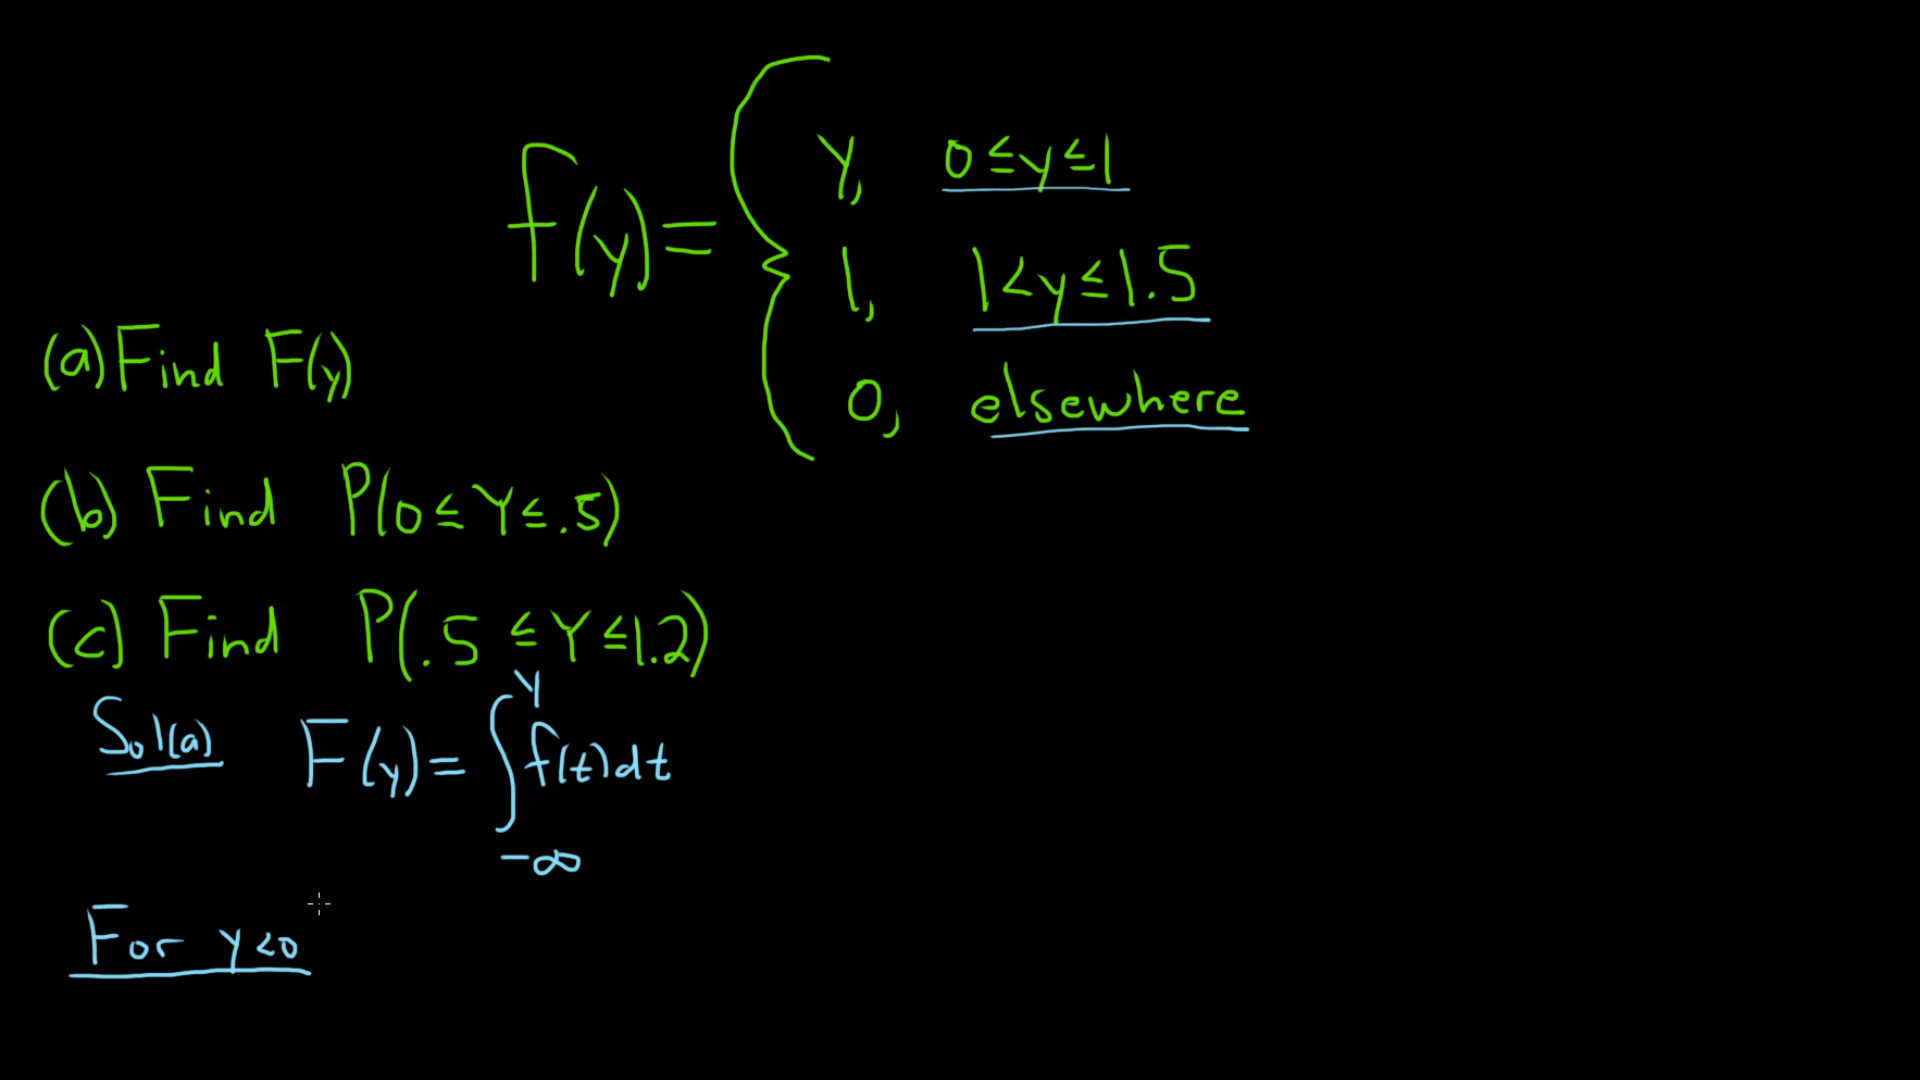 f(y) = { y, 0 ≤ y ≤ 1
1, 1 < y ≤ 1.5
0, elsewhere
(a) Find F(y)
(b) Find P(0 ≤ Y ≤ .5)
(c) Find P(.5 ≤ Y ≤ 1.2)
Sol(a) F(y) = ∫_{-∞}^{y} f(t)dt
For y<0